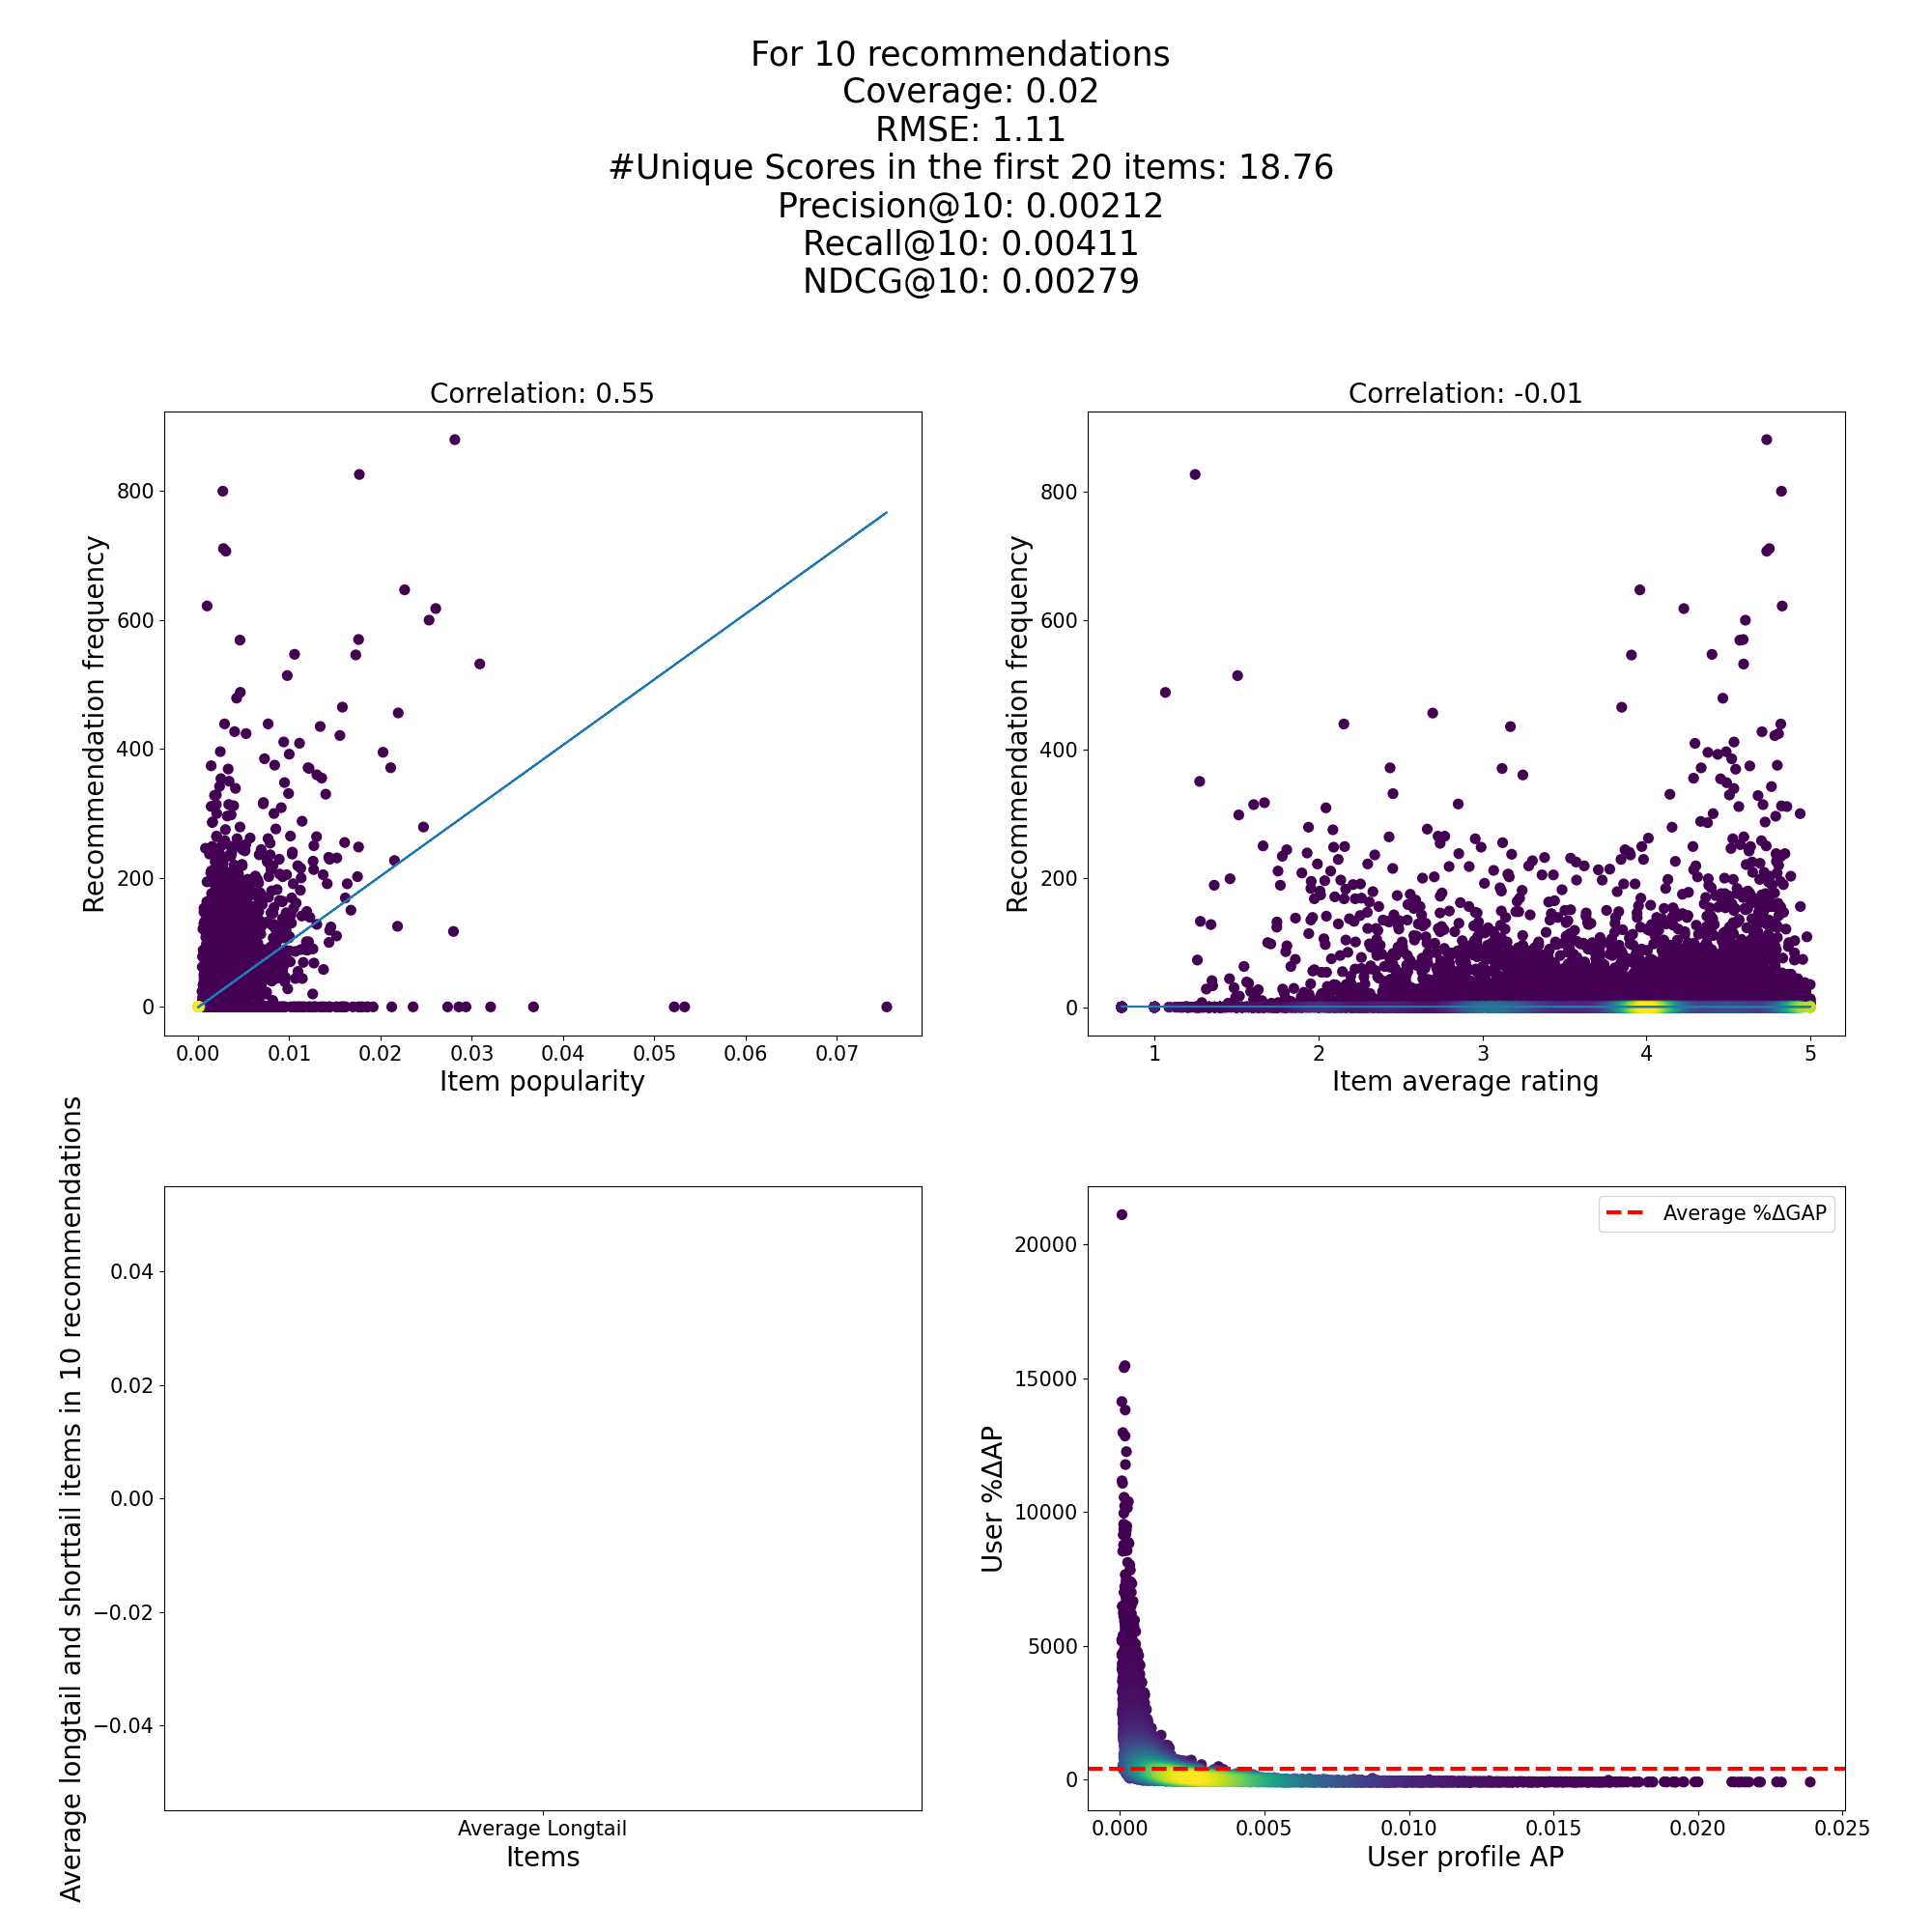 For 10 recommendations
Coverage: 0.02
RMSE: 1.11
#Unique Scores in the first 20 items: 18.76
Precision@10: 0.00212
Recall@10: 0.00411
NDCG@10: 0.00279
Correlation: 0.55
Recommendation frequency
800
600
400
200
0
0.00 0.01 0.02 0.03 0.04 0.05 0.06 0.07
Item popularity
Correlation: -0.01
Recommendation frequency
800
600
400
200
0
1 2 3 4 5
Item average rating
Average longtail and shorttail items in 10 recommendations
0.04
0.02
0.00
−0.02
−0.04
Average Longtail
Items
Average %ΔGAP
User %ΔAP
20000
15000
10000
5000
0
0.000 0.005 0.010 0.015 0.020 0.025
User profile AP